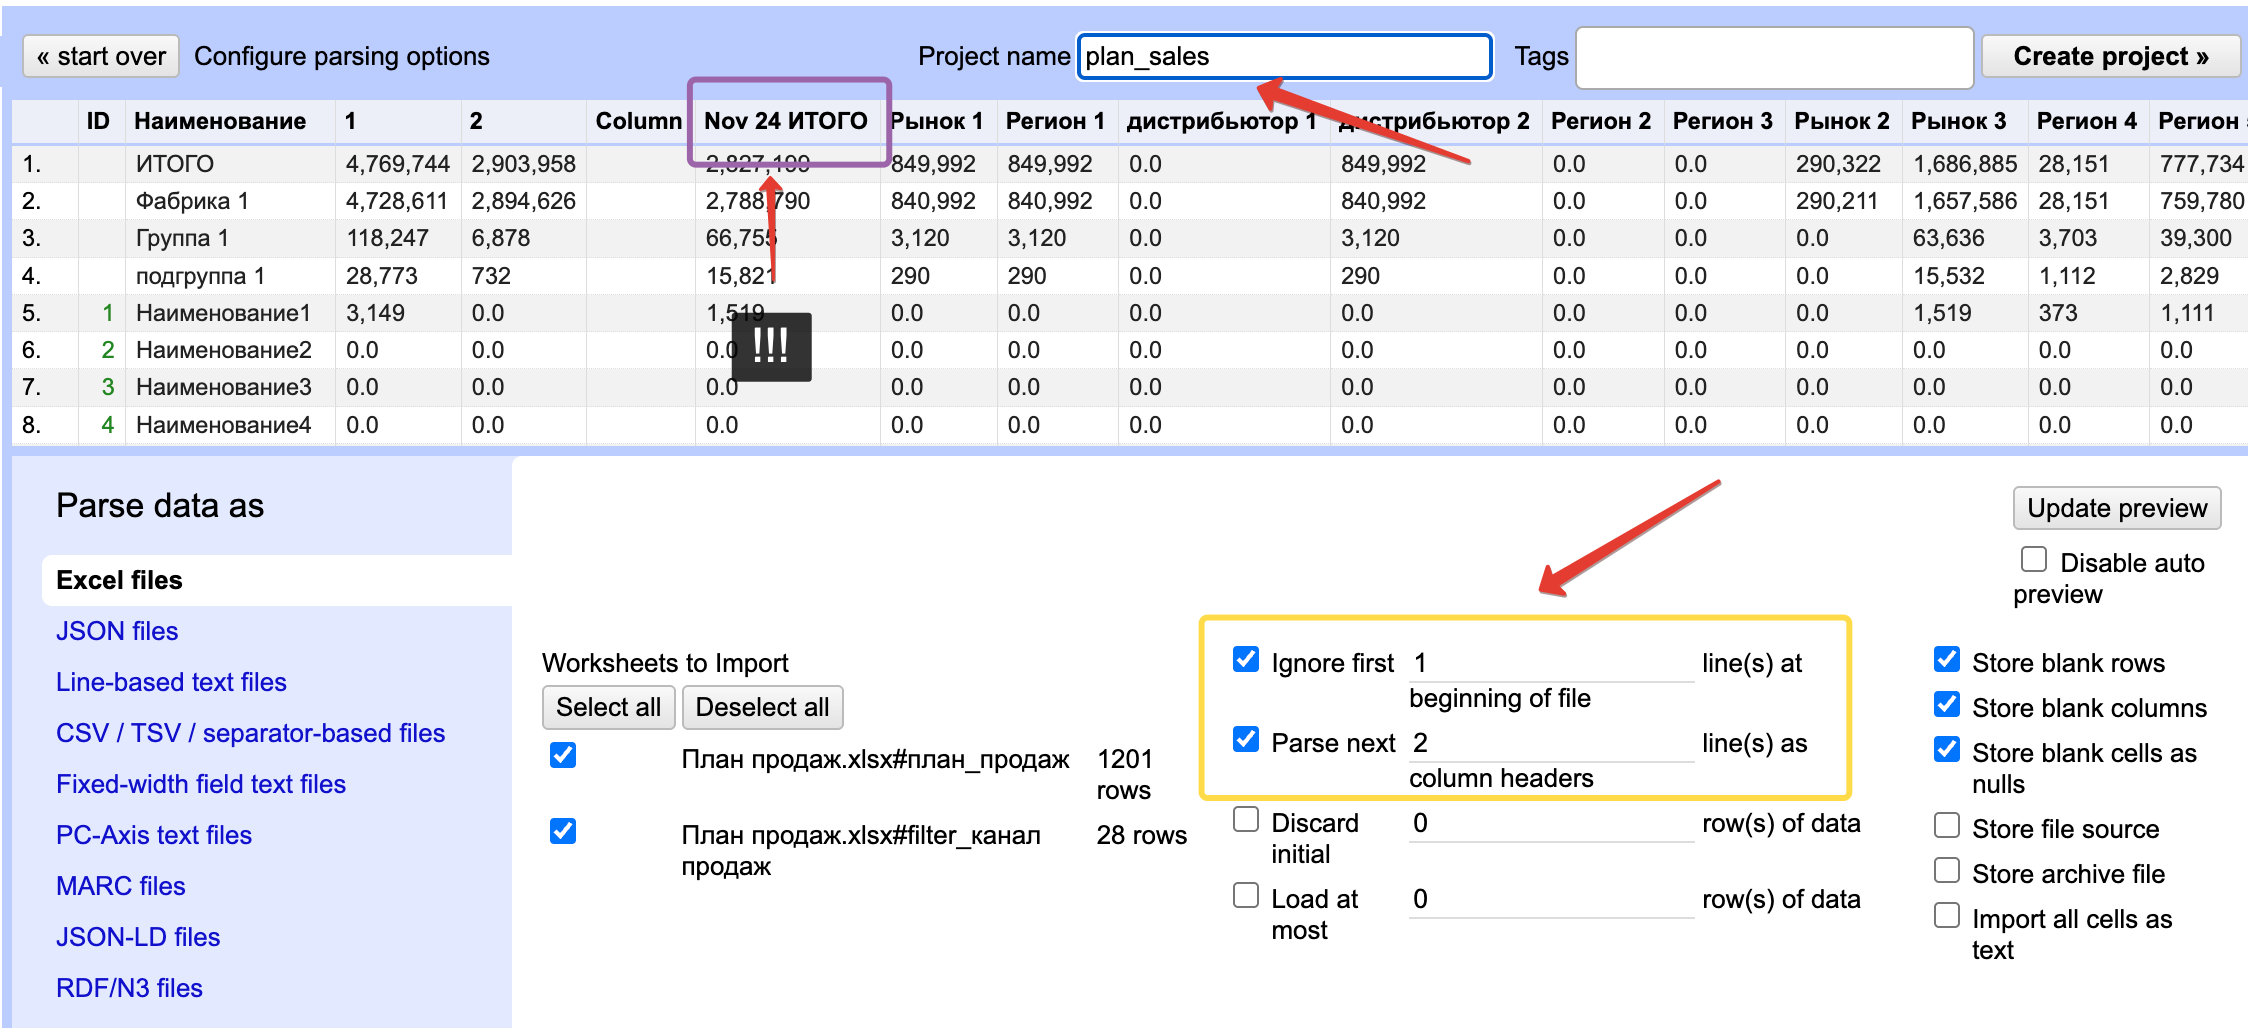 « start over Configure parsing options Project name plan_sales Tags Create project »
ID Наименование 1 2 Column Nov 24 ИТОГО Рынок 1 Регион 1 дистрибьютор 1 дистрибьютор 2 Регион 2 Регион 3 Рынок 2 Рынок 3 Регион 4 Регион
1. ИТОГО 4,769,744 2,903,958 2,827,199 849,992 849,992 0.0 849,992 0.0 0.0 290,322 1,686,885 28,151 777,734
2. Фабрика 1 4,728,611 2,894,626 2,788,790 840,992 840,992 0.0 840,992 0.0 0.0 290,211 1,657,586 28,151 759,780
3. Группа 1 118,247 6,878 66,755 3,120 3,120 0.0 3,120 0.0 0.0 0.0 63,636 3,703 39,300
4. подгруппа 1 28,773 732 15,821 290 290 0.0 290 0.0 0.0 0.0 15,532 1,112 2,829
5. 1 Наименование1 3,149 0.0 1,519 0.0 0.0 0.0 0.0 0.0 0.0 0.0 1,519 373 1,111
6. 2 Наименование2 0.0 0.0 0.0 0.0 0.0 0.0 0.0 0.0 0.0 0.0 0.0 0.0 0.0
!!!
7. 3 Наименование3 0.0 0.0 0.0 0.0 0.0 0.0 0.0 0.0 0.0 0.0 0.0 0.0 0.0
8. 4 Наименование4 0.0 0.0 0.0 0.0 0.0 0.0 0.0 0.0 0.0 0.0 0.0 0.0 0.0
Parse data as
Excel files
JSON files
Line-based text files
CSV / TSV / separator-based files
Fixed-width field text files
PC-Axis text files
MARC files
JSON-LD files
RDF/N3 files
Worksheets to Import
Select all Deselect all
План продаж.xlsx#план_продаж 1201
rows
План продаж.xlsx#filter_канал 28 rows
продаж
Ignore first 1 line(s) at
beginning of file
Parse next 2 line(s) as
column headers
Discard 0 row(s) of data
initial
Load at 0 row(s) of data
most
Update preview
Disable auto
preview
Store blank rows
Store blank columns
Store blank cells as
nulls
Store file source
Store archive file
Import all cells as
text